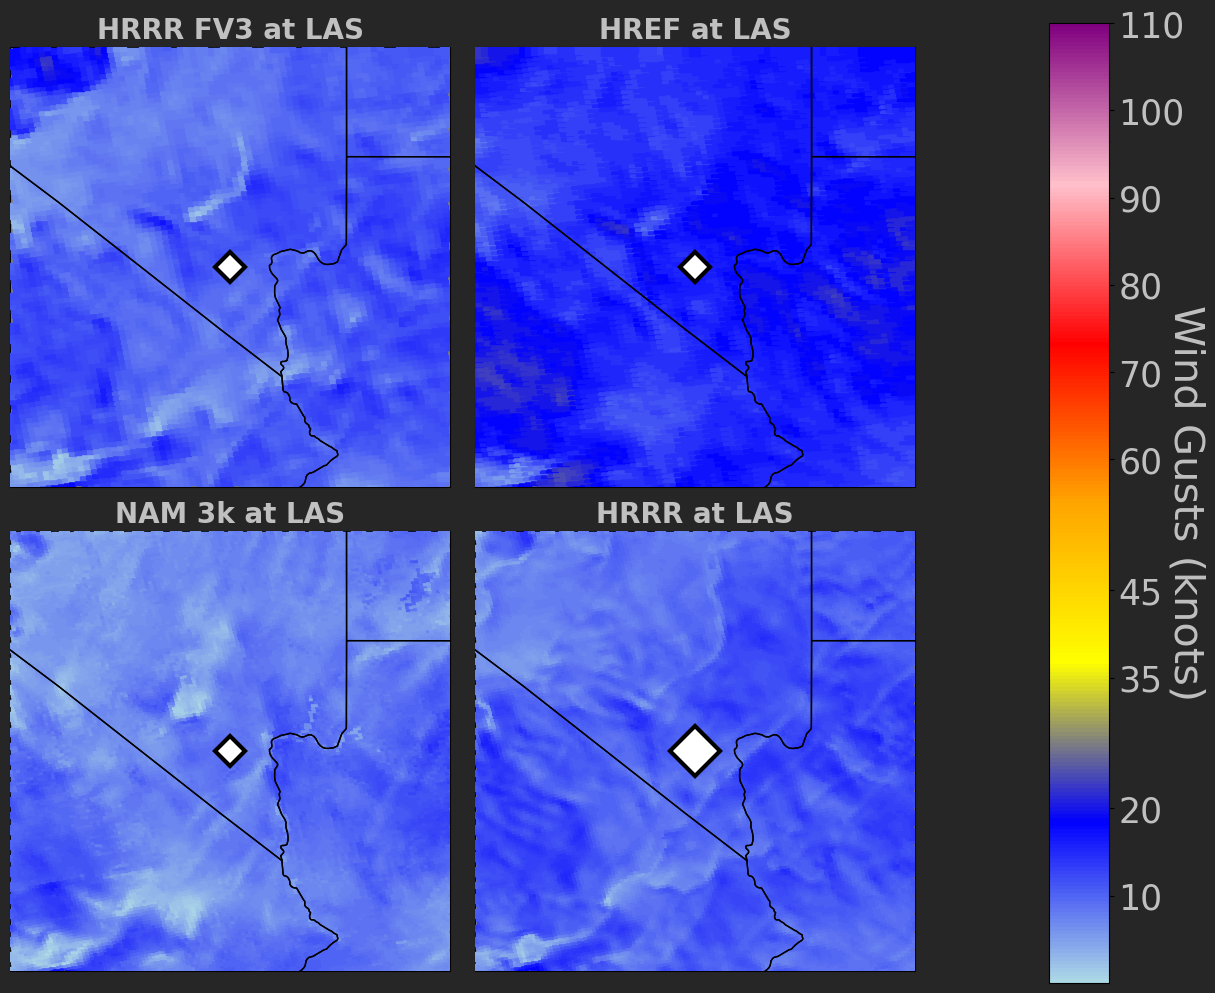 HRRR FV3 at LAS
HREF at LAS
NAM 3k at LAS
HRRR at LAS
110
100
90
80
70
60
45
35
20
10
Wind Gusts (knots)